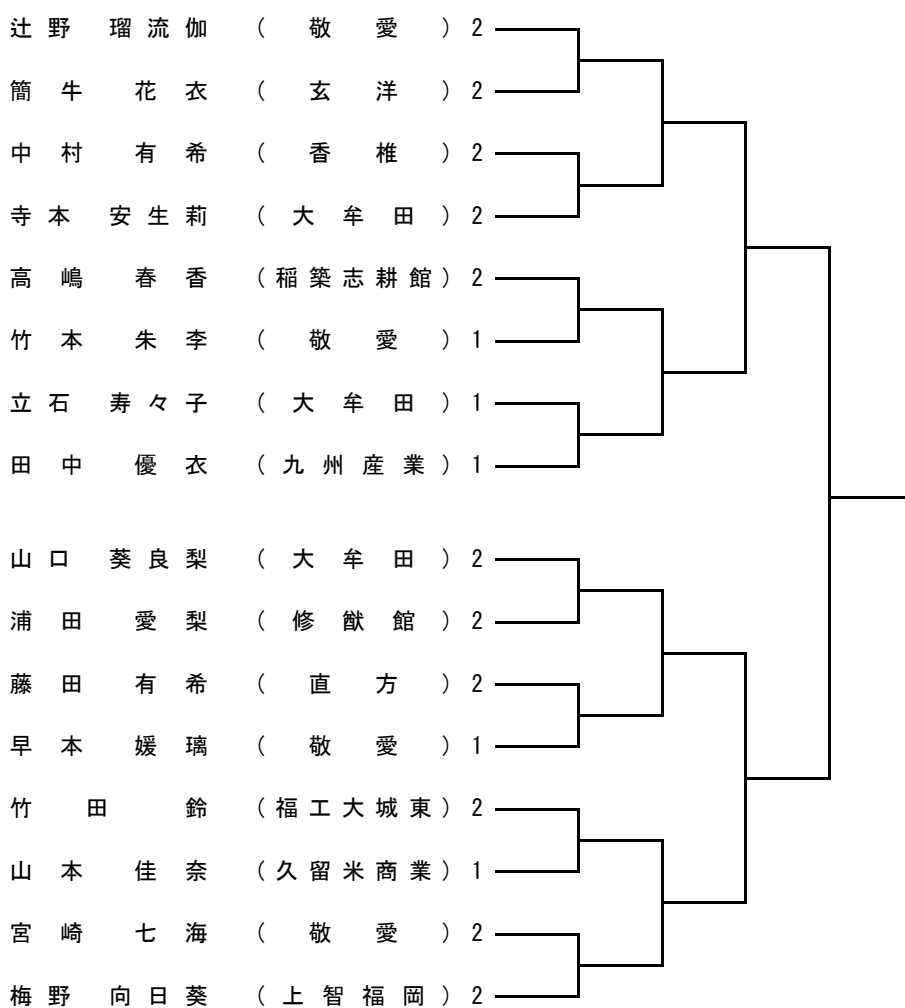 辻野 瑠流伽 (敬愛) 2
簡牛 花衣 (玄洋) 2
中村 有希 (香椎) 2
寺本 安生莉 (大牟田) 2
高嶋 春香 (稲築志耕館) 2
竹本 朱李 (敬愛) 1
立石 寿々子 (大牟田) 1
田中 優衣 (九州産業) 1
山口 葵良梨 (大牟田) 2
浦田 愛梨 (修猷館) 2
藤田 有希 (直方) 2
早本 媛璃 (敬愛) 1
竹田 鈴 (福工大城東) 2
山本 佳奈 (久留米商業) 1
宮崎 七海 (敬愛) 2
梅野 向日葵 (上智福岡) 2